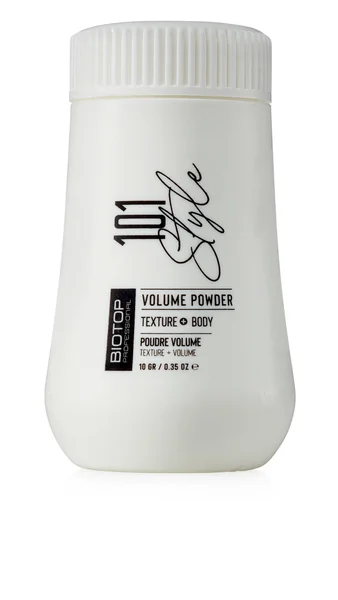 101 Style
BIOTOP
PROFESSIONAL
VOLUME POWDER
TEXTURE + BODY
POUDRE VOLUME
TEXTURE + VOLUME
10 GR / 0.35 OZ ℮